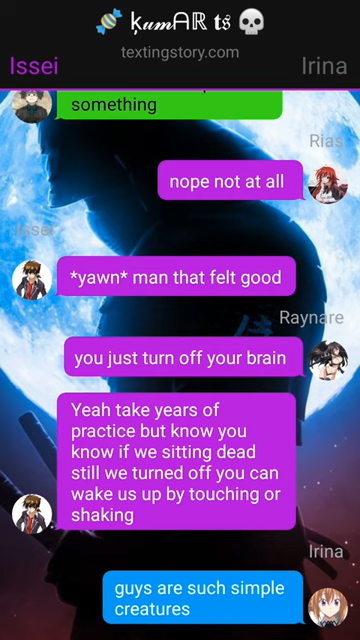 🍬 ķ𝓾𝓶ᗩℝ 𝖙𝖘 💀
textingstory.com
Issei
Irina
something
Rias
nope not at all
Issei
*yawn* man that felt good
Raynare
you just turn off your brain
Yeah take years of
practice but know you
know if we sitting dead
still we turned off you can
wake us up by touching or
shaking
Irina
guys are such simple
creatures